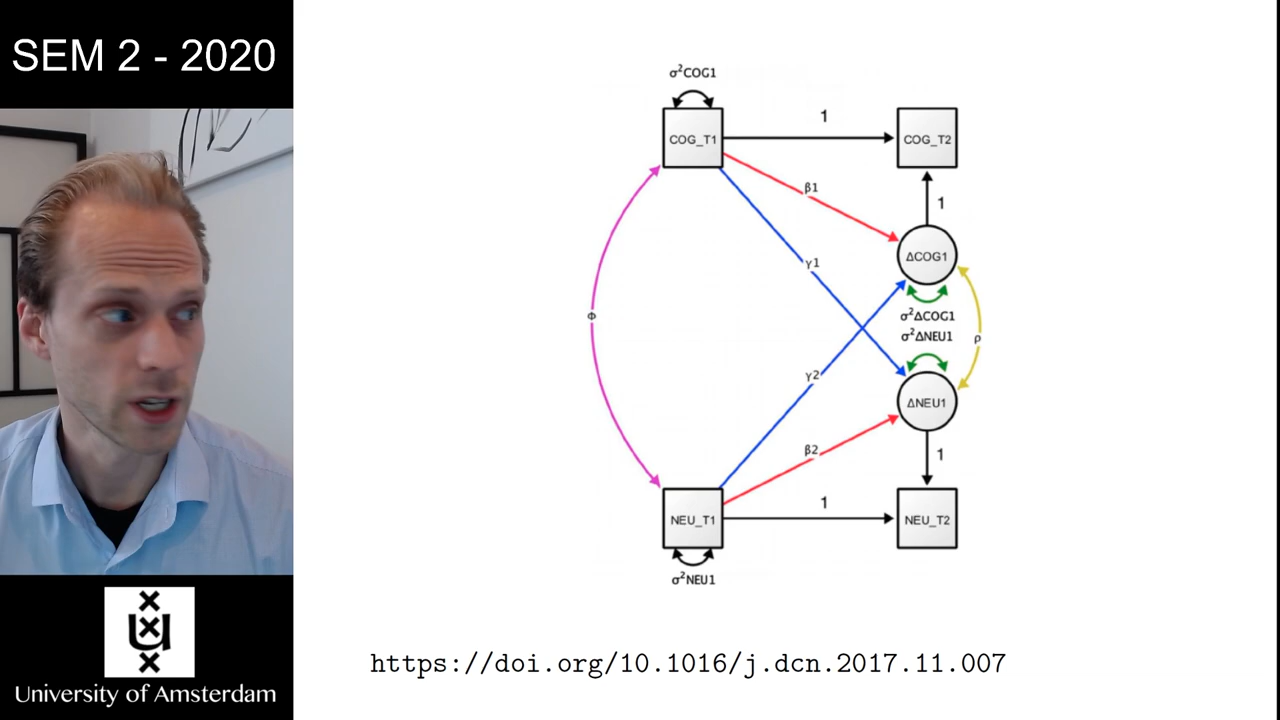 SEM 2 - 2020
σ²COG1
COG_T1
1
COG_T2
β1
1
γ1
ΔCOG1
Φ
σ²ΔCOG1
σ²ΔNEU1
ρ
γ2
ΔNEU1
β2
1
1
NEU_T1
NEU_T2
σ²NEU1
https://doi.org/10.1016/j.dcn.2017.11.007
X
X
U
X
University of Amsterdam